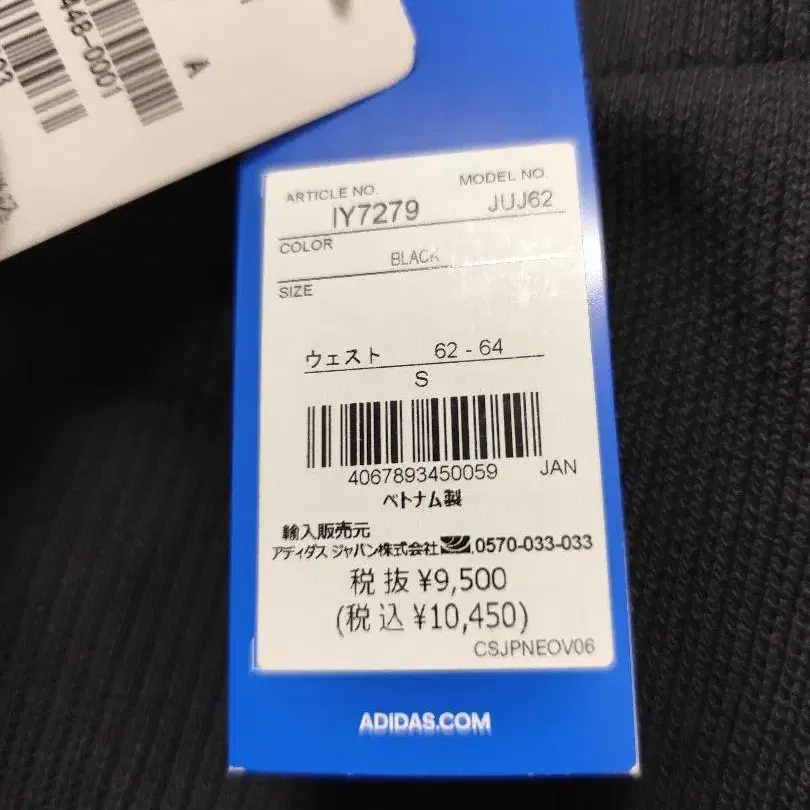 448-0001
A
ARTICLE NO. MODEL NO.
IY7279 JUJ62
COLOR
BLACK
SIZE
ウェスト 62 - 64
S
4067893450059 JAN
ベトナム製
輸入販売元
アディダス ジャパン株式会社 0570-033-033
税 抜 ¥9,500
(税 込 ¥10,450)
CSJPNEOV06
ADIDAS.COM